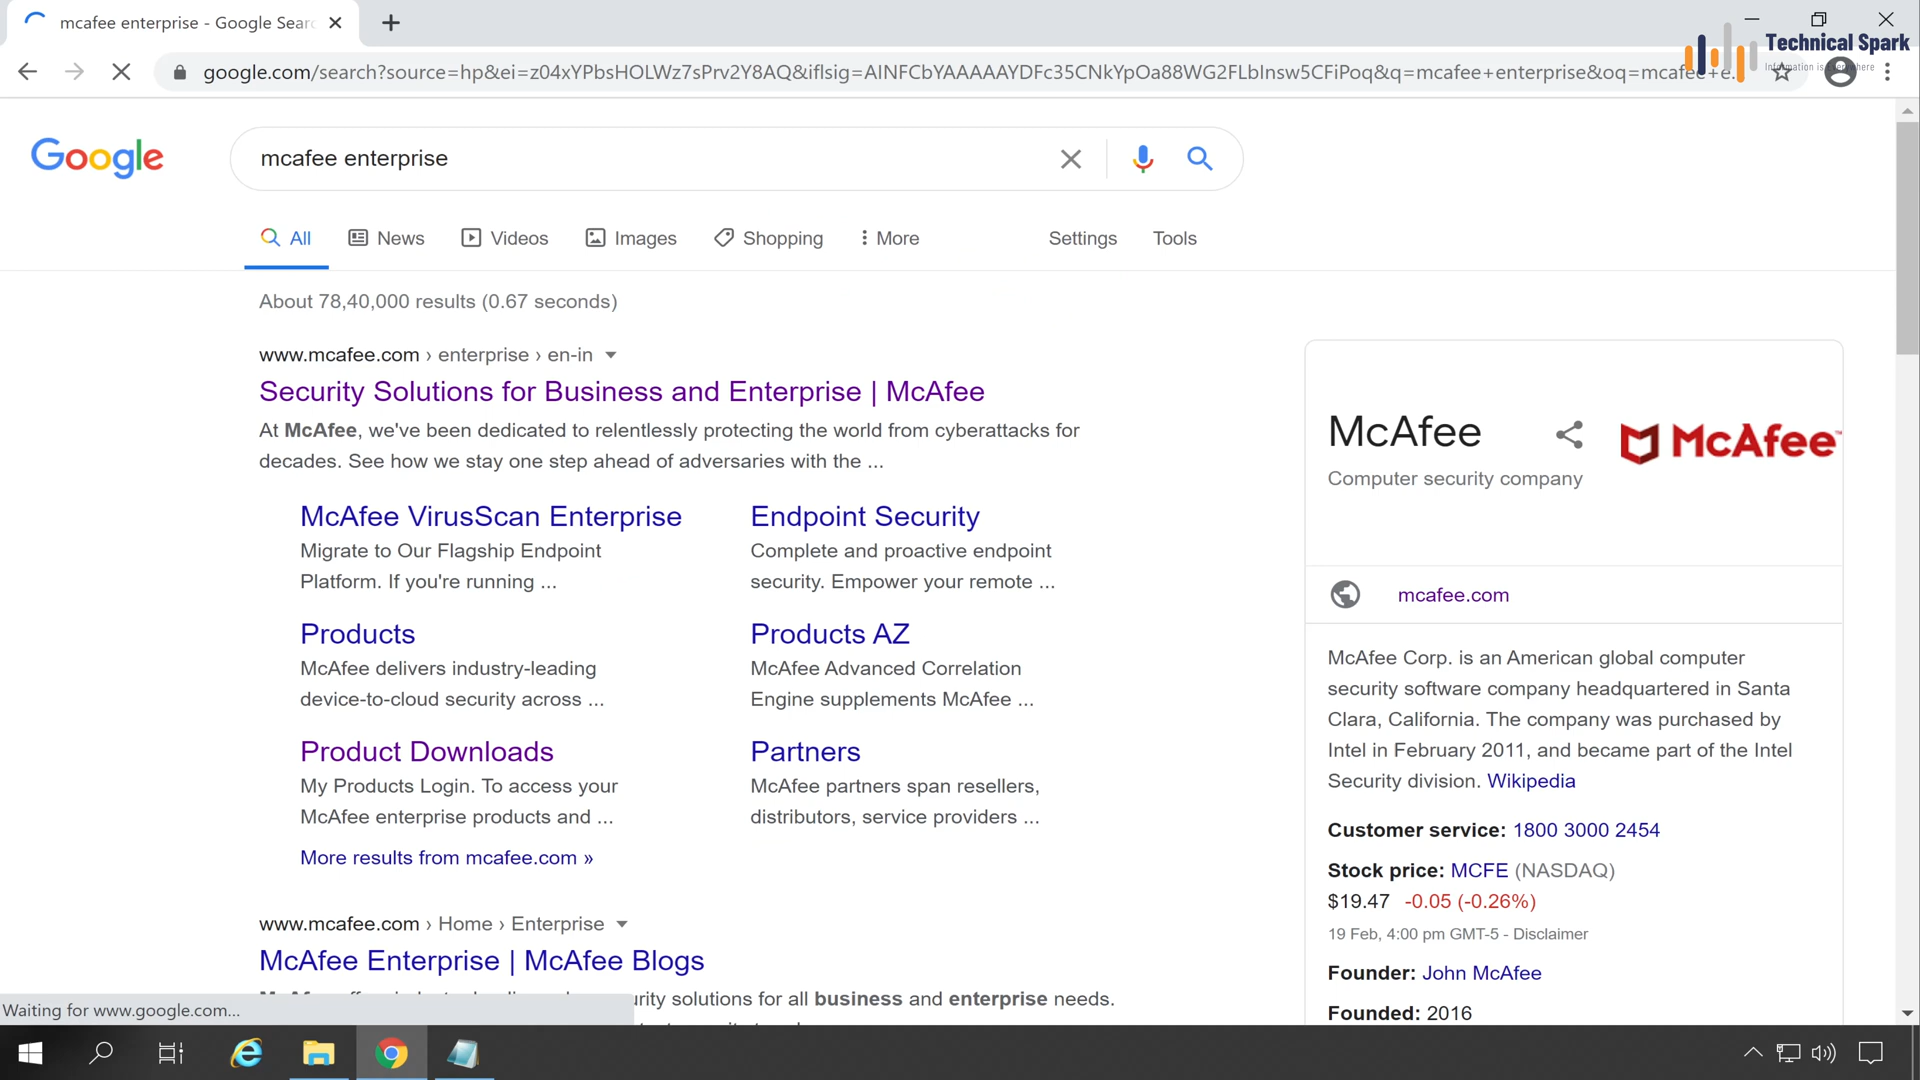 mcafee enterprise - Google Sear
Technical Spark
google.com/search?source=hp&ei=z04xYPbsHOLWz7sPrv2Y8AQ&iflsig=AINFCbYAAAAAYDFc35CNkYpOa88WG2FLbInsw5CFiPoq&q=mcafee+enterprise&oq=mcafee+e...
Google
mcafee enterprise
All News Videos Images Shopping More Settings Tools
About 78,40,000 results (0.67 seconds)
www.mcafee.com › enterprise › en-in
Security Solutions for Business and Enterprise | McAfee
At McAfee, we've been dedicated to relentlessly protecting the world from cyberattacks for
decades. See how we stay one step ahead of adversaries with the ...
McAfee VirusScan Enterprise
Migrate to Our Flagship Endpoint
Platform. If you're running ...
Endpoint Security
Complete and proactive endpoint
security. Empower your remote ...
Products
McAfee delivers industry-leading
device-to-cloud security across ...
Products AZ
McAfee Advanced Correlation
Engine supplements McAfee ...
Product Downloads
My Products Login. To access your
McAfee enterprise products and ...
Partners
McAfee partners span resellers,
distributors, service providers ...
More results from mcafee.com »
www.mcafee.com › Home › Enterprise
McAfee Enterprise | McAfee Blogs
solutions for all business and enterprise needs.
McAfee
Computer security company
McAfee™
mcafee.com
McAfee Corp. is an American global computer
security software company headquartered in Santa
Clara, California. The company was purchased by
Intel in February 2011, and became part of the Intel
Security division. Wikipedia
Customer service: 1800 3000 2454
Stock price: MCFE (NASDAQ)
$19.47 -0.05 (-0.26%)
19 Feb, 4:00 pm GMT-5 - Disclaimer
Founder: John McAfee
Founded: 2016
Waiting for www.google.com...